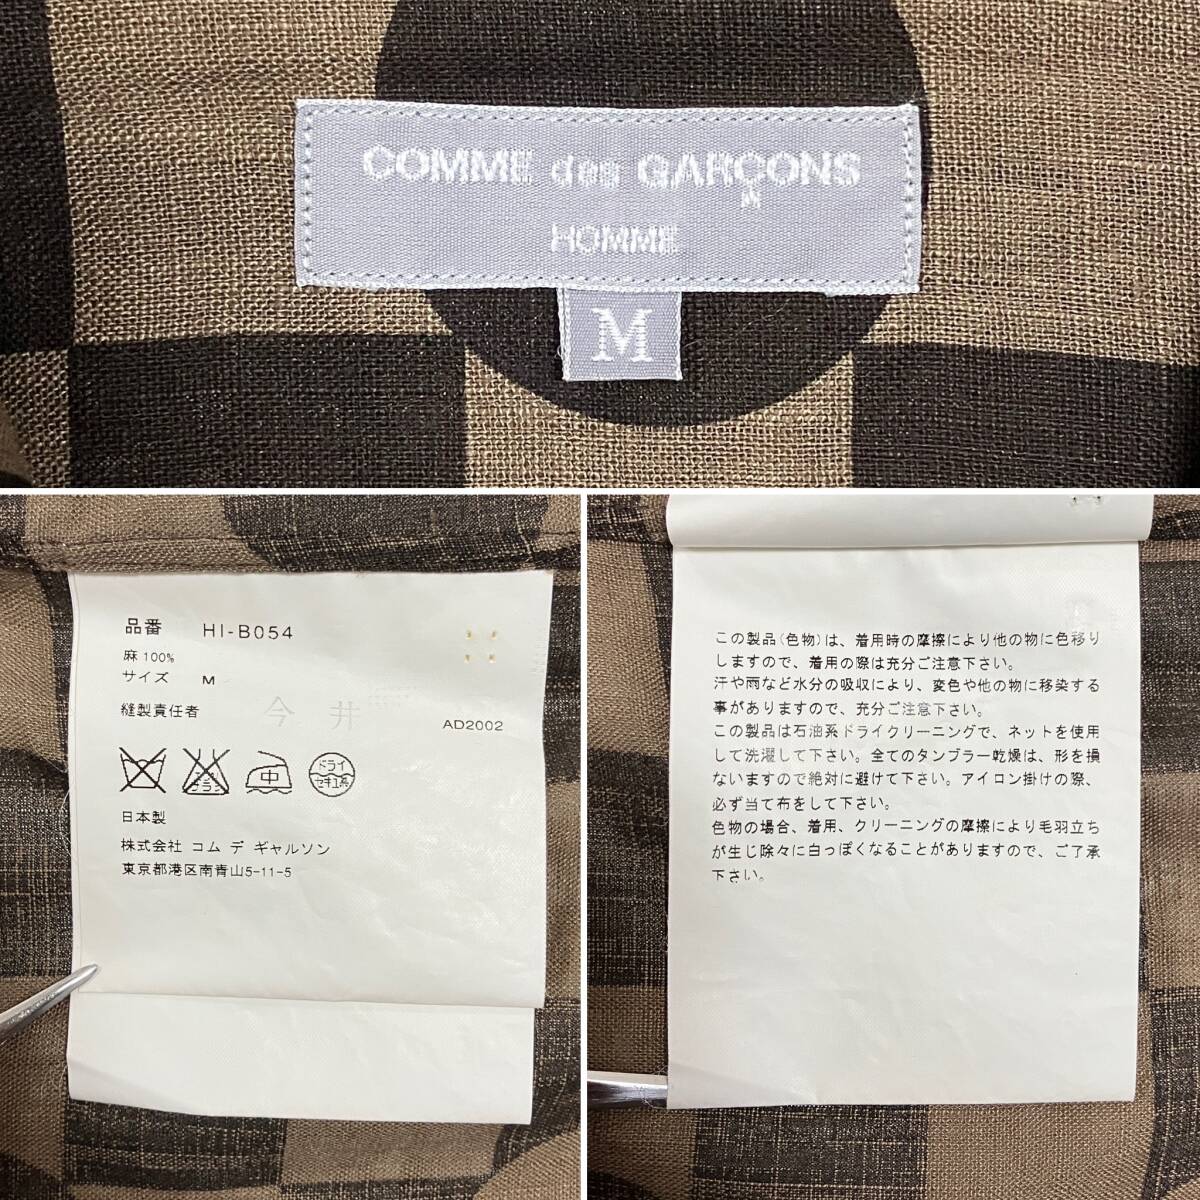 COMME des GARÇONS
HOMME
M
品番 HI-B054
麻 100%
サイズ M
縫製責任者 今井
AD2002
中
ドライ
セキユ系
日本製
株式会社 コム デ ギャルソン
東京都港区南青山5-11-5
この製品(色物)は、着用時の摩擦により他の物に色移り
しますので、着用の際は充分ご注意下さい。
汗や雨など水分の吸収により、変色や他の物に移染する
事がありますので、充分ご注意下さい。
この製品は石油系ドライクリーニングで、ネットを使用
して洗濯して下さい。全てのタンブラー乾燥は、形を損
ないますので絶対に避けて下さい。アイロン掛けの際、
必ず当て布をして下さい。
色物の場合、着用、クリーニングの摩擦により毛羽立ち
が生じ除々に白っぽくなることがありますので、ご了承
下さい。